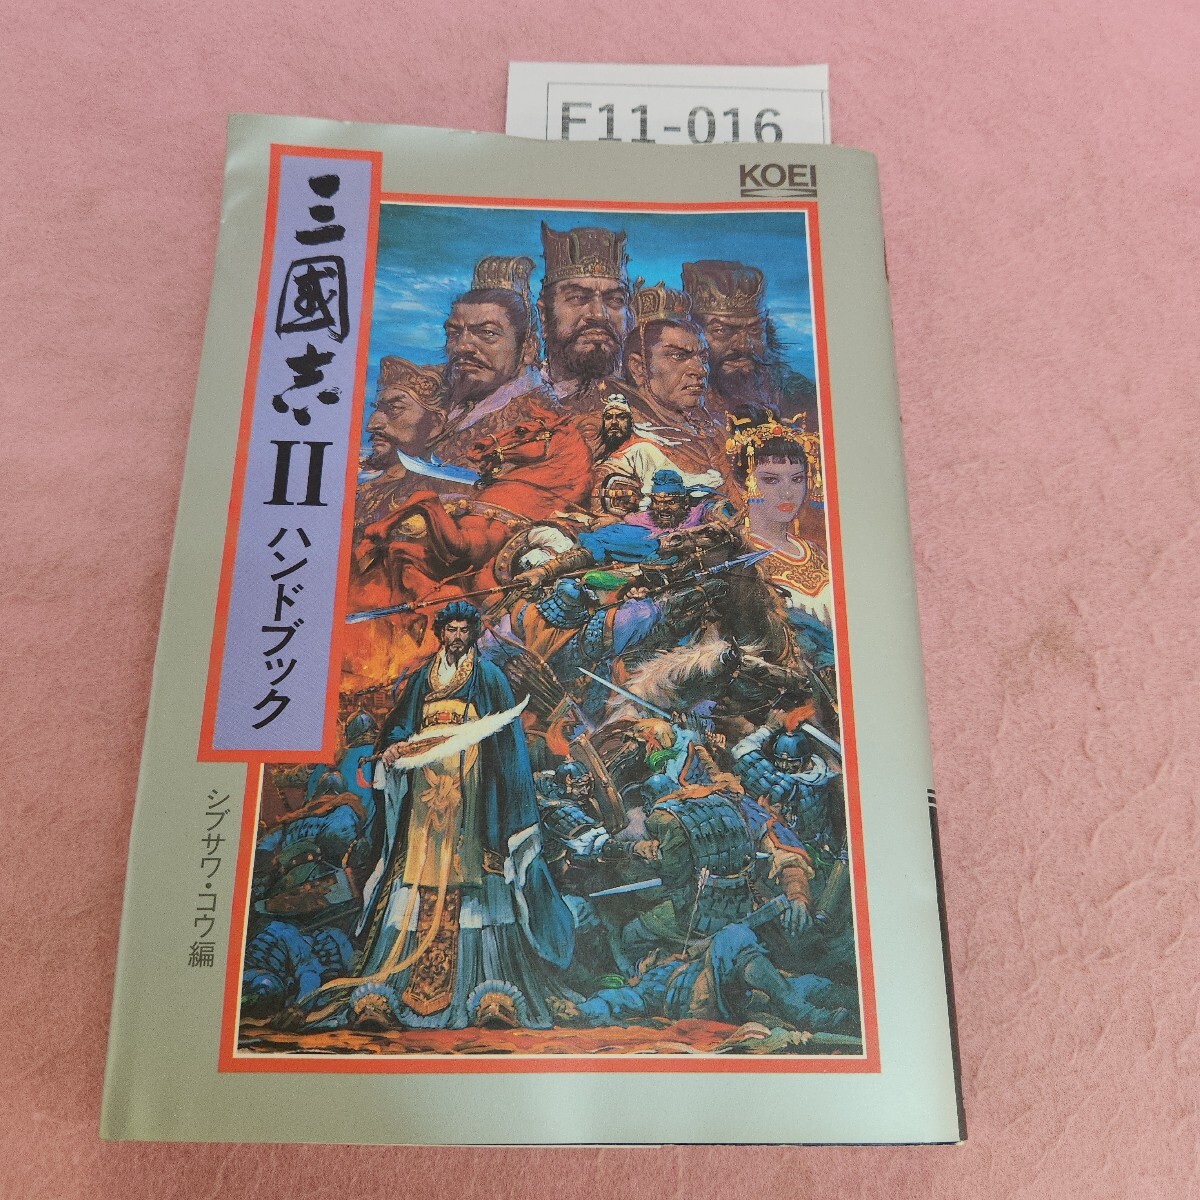 F11-016
KOEI
三國志
II
ハンドブック
シブサワ・コウ編